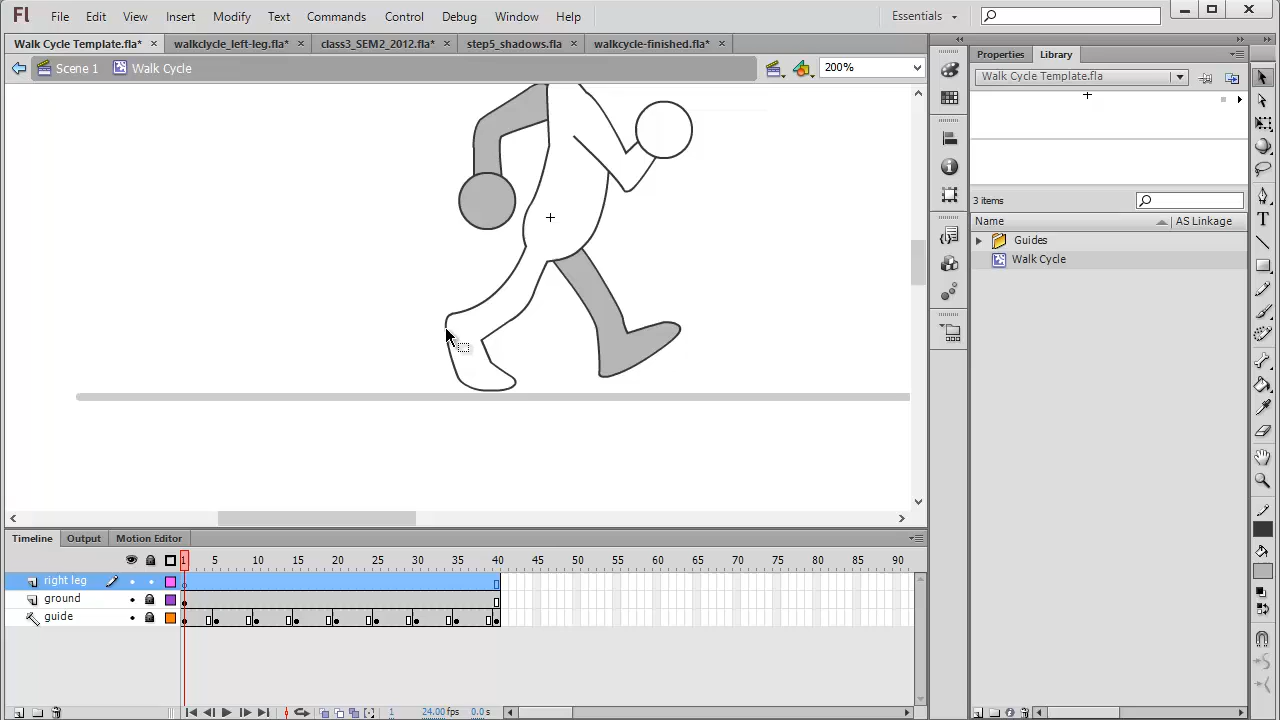 Fl File Edit View Insert Modify Text Commands Control Debug Window Help Essentials
Walk Cycle Template.fla* × walkclycle_left-leg.fla* × class3_SEM2_2012.fla* × step5_shadows.fla × walkcycle-finished.fla* ×
Scene 1 Walk Cycle 200%
Properties Library
Walk Cycle Template.fla
3 items
Name AS Linkage
Guides
Walk Cycle
Timeline Output Motion Editor
1 5 10 15 20 25 30 35 40 45 50 55 60 65 70 75 80 85 90
right leg
ground
guide
1 24.00 fps 0.0 s